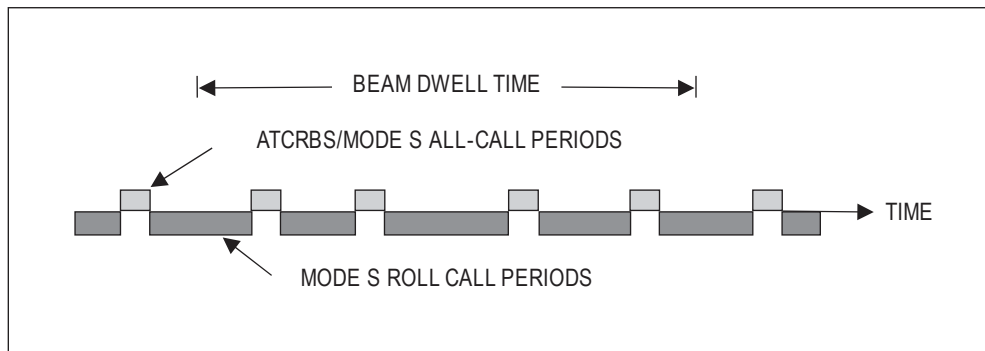 BEAM DWELL TIME
ATCRBS/MODE S ALL-CALL PERIODS
TIME
MODE S ROLL CALL PERIODS